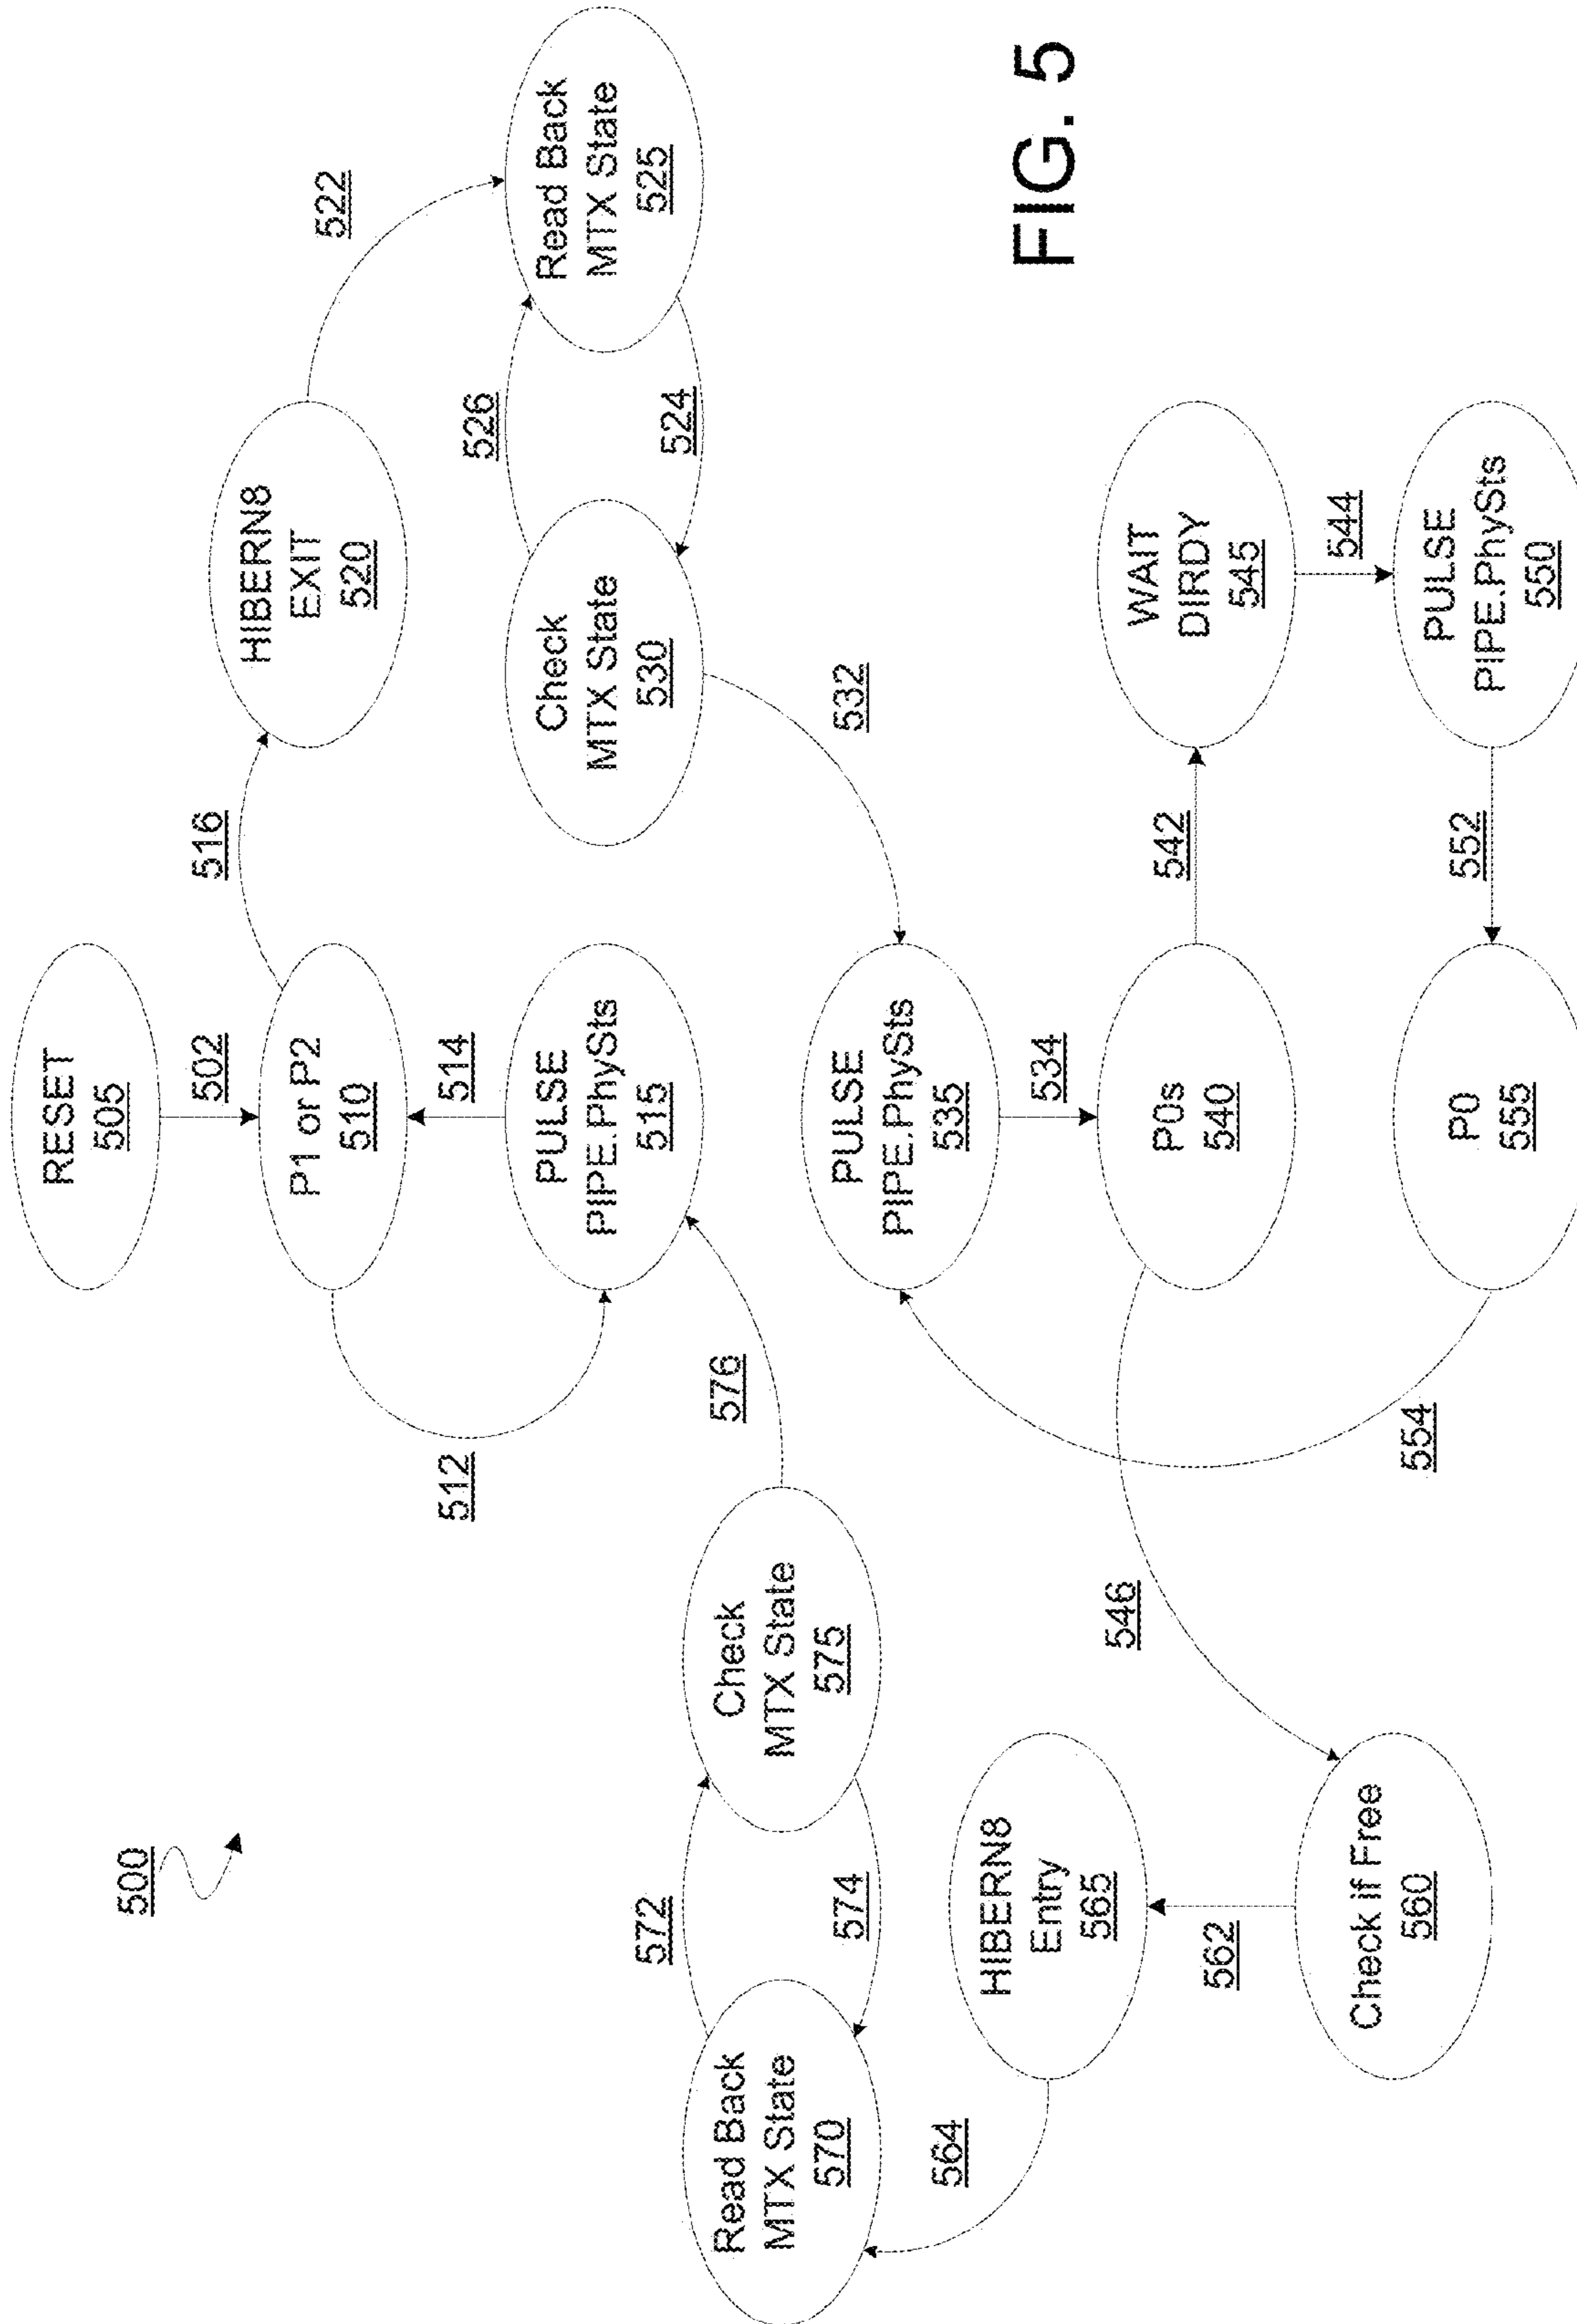 500
RESET
505
502
P1 or P2
510
516
HIBERN8
EXIT
520
522
512
514
PULSE
PIPE.PhySts
515
526
Read Back
MTX State
525
524
Check
MTX State
530
532
572
576
Read Back
MTX State
570
Check
MTX State
575
574
564
PULSE
PIPE.PhySts
535
534
HIBERN8
Entry
565
562
546
P0s
540
542
WAIT
DIRDY
545
544
Check if Free
560
554
P0
555
552
PULSE
PIPE.PhySts
550
FIG. 5